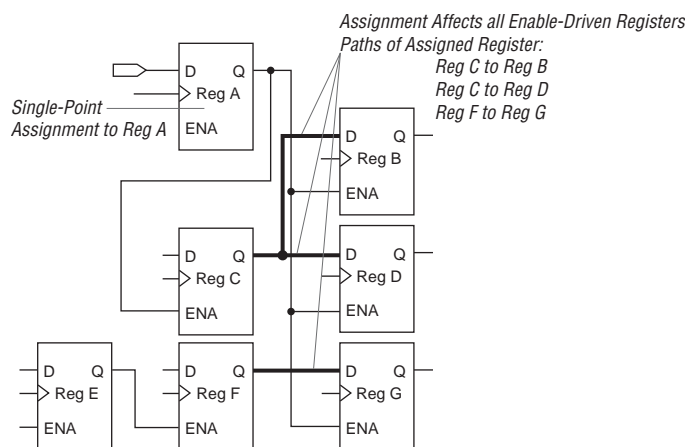 Assignment Affects all Enable-Driven Registers
Paths of Assigned Register:
Reg C to Reg B
Reg C to Reg D
Reg F to Reg G
Single-Point
Assignment to Reg A
D Q
Reg A
ENA
D Q
Reg B
ENA
D Q
Reg C
ENA
D Q
Reg D
ENA
D Q
Reg E
ENA
D Q
Reg F
ENA
D Q
Reg G
ENA